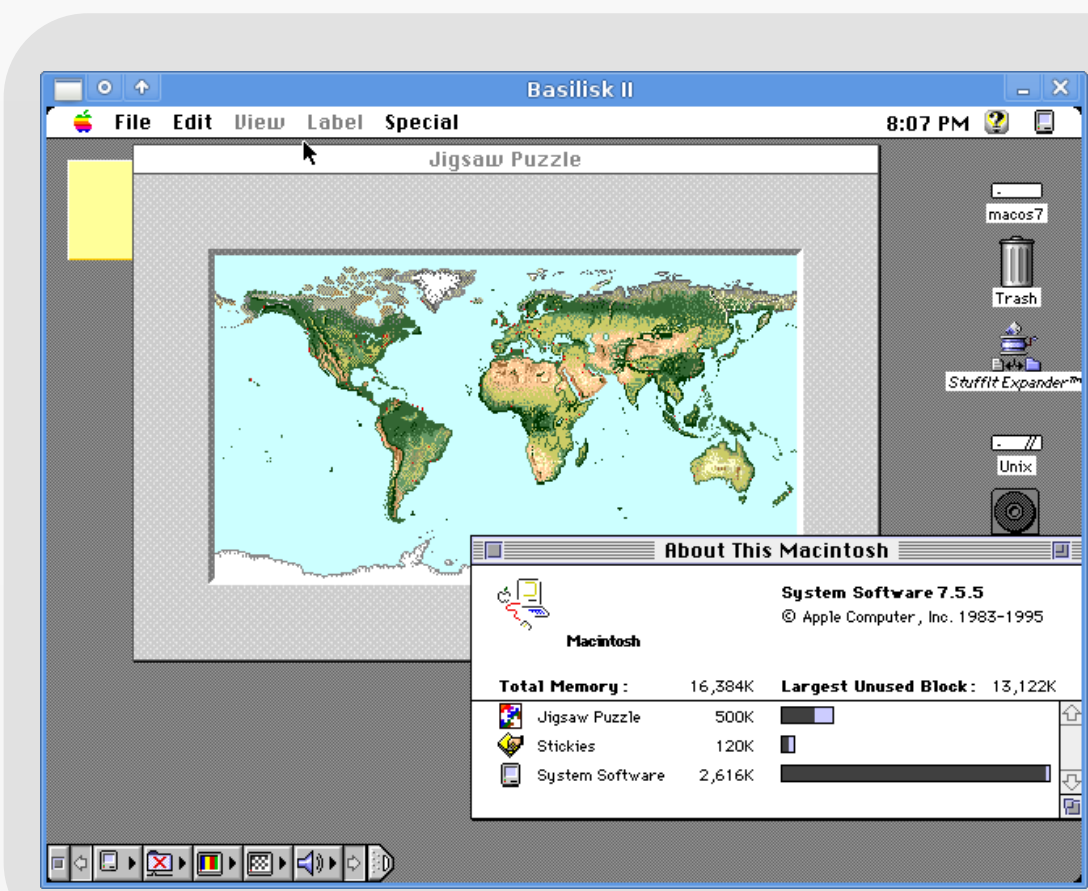 Basilisk II
File Edit View Label Special 8:07 PM
Jigsaw Puzzle
macos7
Trash
StuffIt Expander™
Unix
About This Macintosh
System Software 7.5.5
© Apple Computer, Inc. 1983-1995
Macintosh
Total Memory : 16,384K Largest Unused Block : 13,122K
Jigsaw Puzzle 500K
Stickies 120K
System Software 2,616K